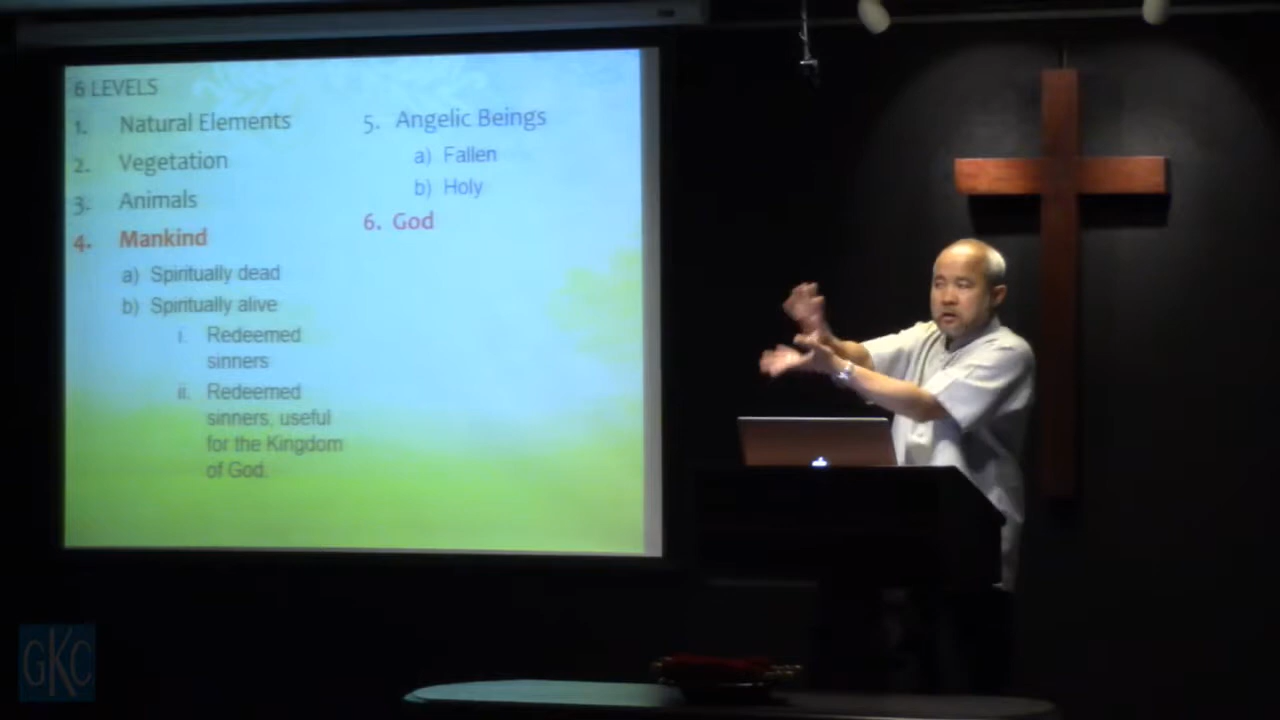 6 LEVELS
1. Natural Elements
2. Vegetation
3. Animals
4. Mankind
a) Spiritually dead
b) Spiritually alive
i. Redeemed
sinners
ii. Redeemed
sinners, useful
for the Kingdom
of God.
5. Angelic Beings
a) Fallen
b) Holy
6. God
GKC